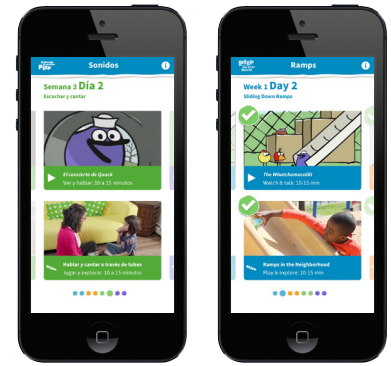 Sonidos
Semana 3 Día 2
Escuchar y cantar
El concierto de Quack
Ver y hablar: 10 a 15 minutos
Hablar y cantar a través de tubos
Jugar y explorar: 10 a 15 minutos
PEEP
Ramps
Week 1 Day 2
Sliding Down Ramps
The Whatchamacallit
Watch & talk: 10-15 min
Ramps in the Neighborhood
Play & explore: 10-15 min